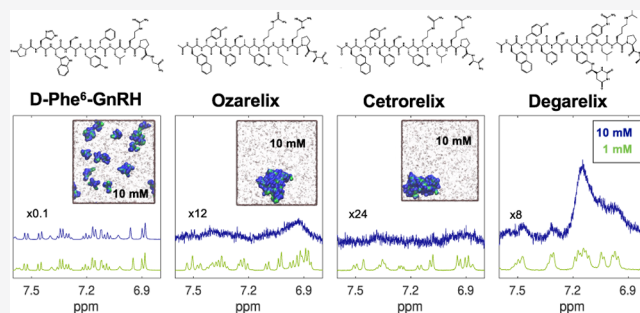 D-Phe⁶-GnRH
Ozarelix
Cetrorelix
Degarelix
10 mM
10 mM
10 mM
10 mM
1 mM
x0.1
x12
x24
x8
7.5 7.2 6.9
7.5 7.2 6.9
7.5 7.2 6.9
7.5 7.2 6.9
ppm
ppm
ppm
ppm